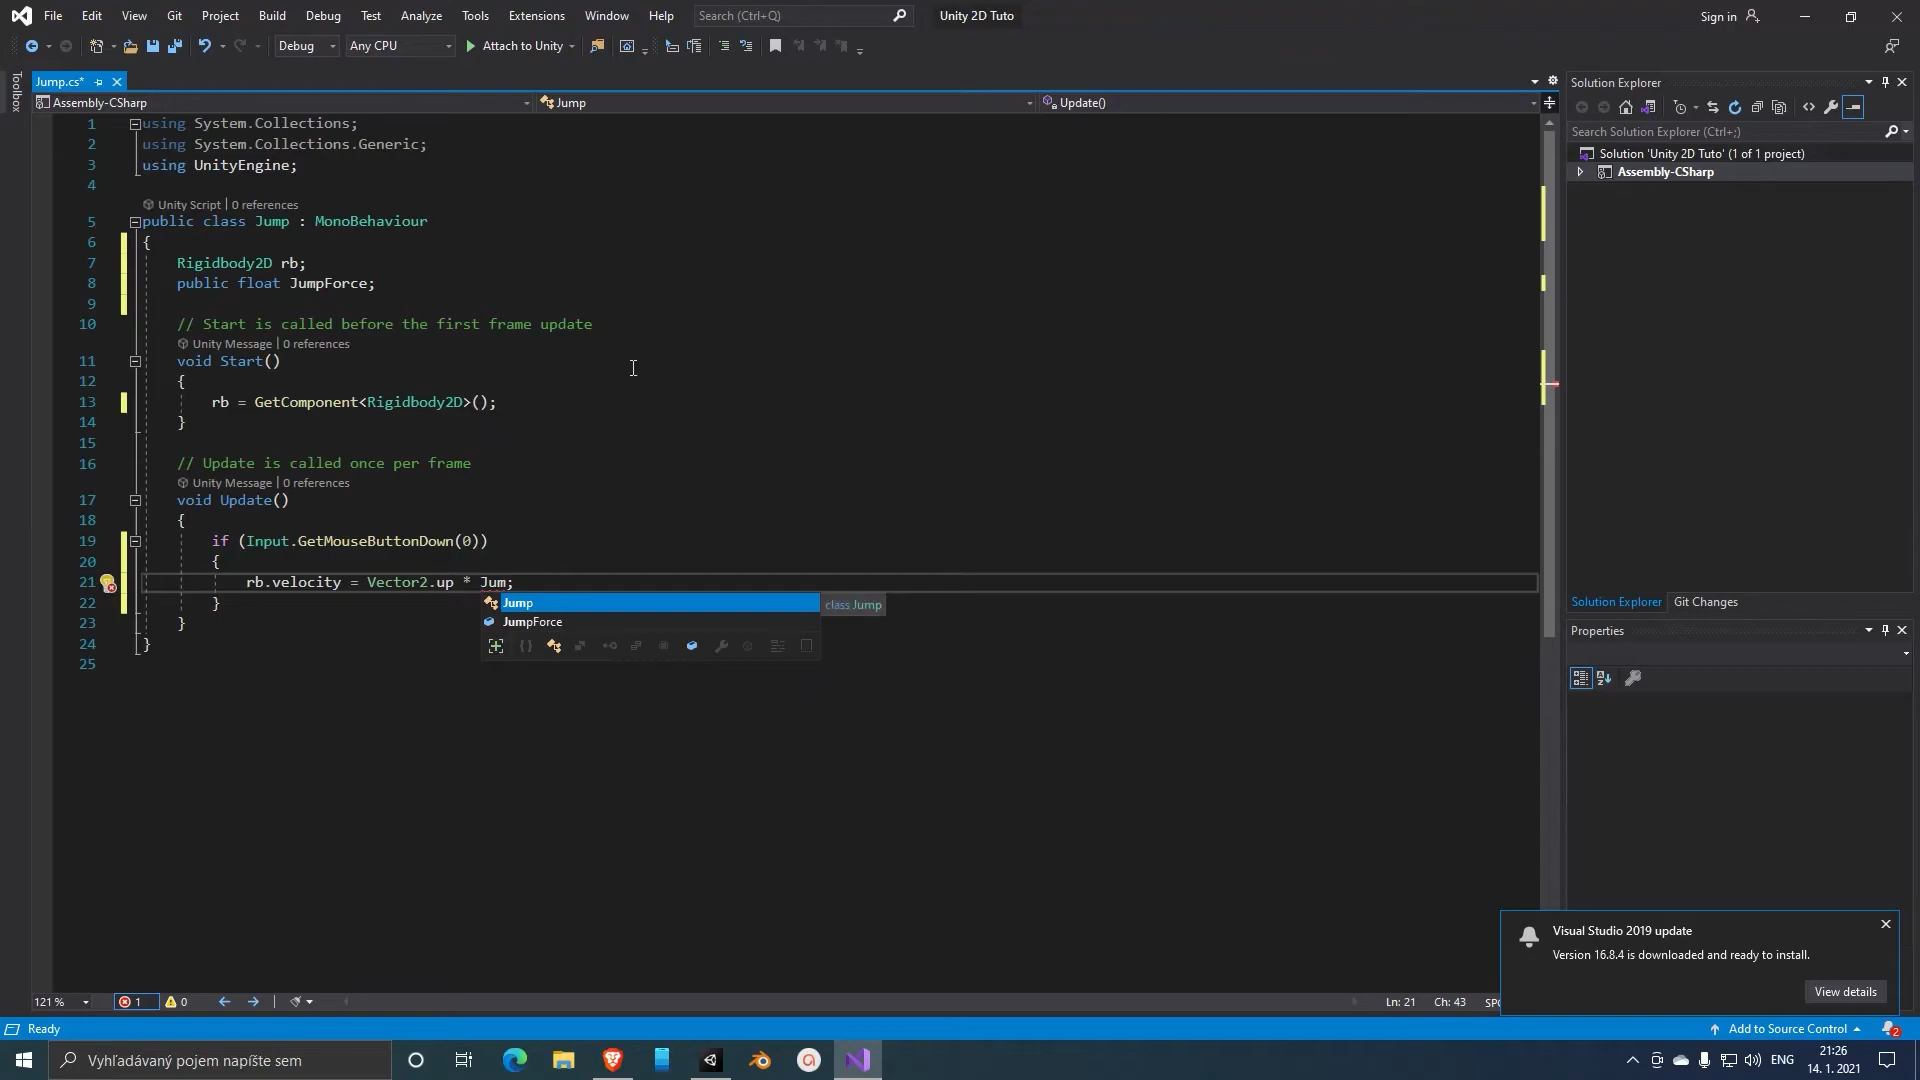 File Edit View Git Project Build Debug Test Analyze Tools Extensions Window Help Search (Ctrl+Q) Unity 2D Tuto Sign in
Debug Any CPU Attach to Unity
Toolbox
Jump.cs*
Assembly-CSharp Jump Update()
1 using System.Collections;
2 using System.Collections.Generic;
3 using UnityEngine;
4
Unity Script | 0 references
5 public class Jump : MonoBehaviour
6 {
7 Rigidbody2D rb;
8 public float JumpForce;
9
10 // Start is called before the first frame update
Unity Message | 0 references
11 void Start()
12 {
13 rb = GetComponent<Rigidbody2D>();
14 }
15
16 // Update is called once per frame
Unity Message | 0 references
17 void Update()
18 {
19 if (Input.GetMouseButtonDown(0))
20 {
21 rb.velocity = Vector2.up * Jum;
Jump class Jump
22 }
JumpForce
23 }
24 }
25
Solution Explorer
Search Solution Explorer (Ctrl+;)
Solution 'Unity 2D Tuto' (1 of 1 project)
Assembly-CSharp
Solution Explorer Git Changes
Properties
Visual Studio 2019 update
Version 16.8.4 is downloaded and ready to install.
View details
121 % 1 0 Ln: 21 Ch: 43
Ready Add to Source Control 2
Vyhľadávaný pojem napíšte sem ENG 21:26
14. 1. 2021